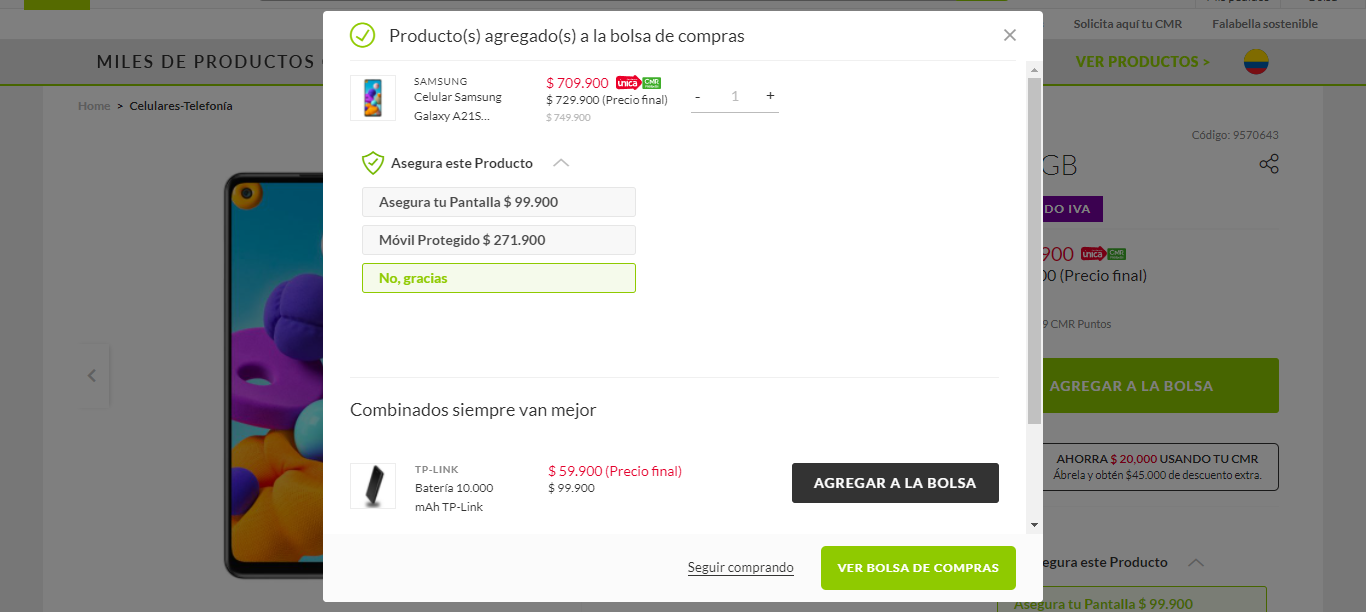 Solicita aquí tu CMR
Falabella sostenible
MILES DE PRODUCTOS
VER PRODUCTOS >
Home > Celulares-Telefonía
Código: 9570643
GB
DO IVA
900 única CMR
00 (Precio final)
9 CMR Puntos
AGREGAR A LA BOLSA
AHORRA $ 20,000 USANDO TU CMR
Ábrela y obtén $45.000 de descuento extra.
egura este Producto
Asegura tu Pantalla $ 99.900
Producto(s) agregado(s) a la bolsa de compras
SAMSUNG
Celular Samsung
Galaxy A21S...
$ 709.900 única CMR
$ 729.900 (Precio final)
$ 749.900
- 1 +
Asegura este Producto
Asegura tu Pantalla $ 99.900
Móvil Protegido $ 271.900
No, gracias
Combinados siempre van mejor
TP-LINK
Batería 10.000
mAh TP-Link
$ 59.900 (Precio final)
$ 99.900
AGREGAR A LA BOLSA
Seguir comprando
VER BOLSA DE COMPRAS